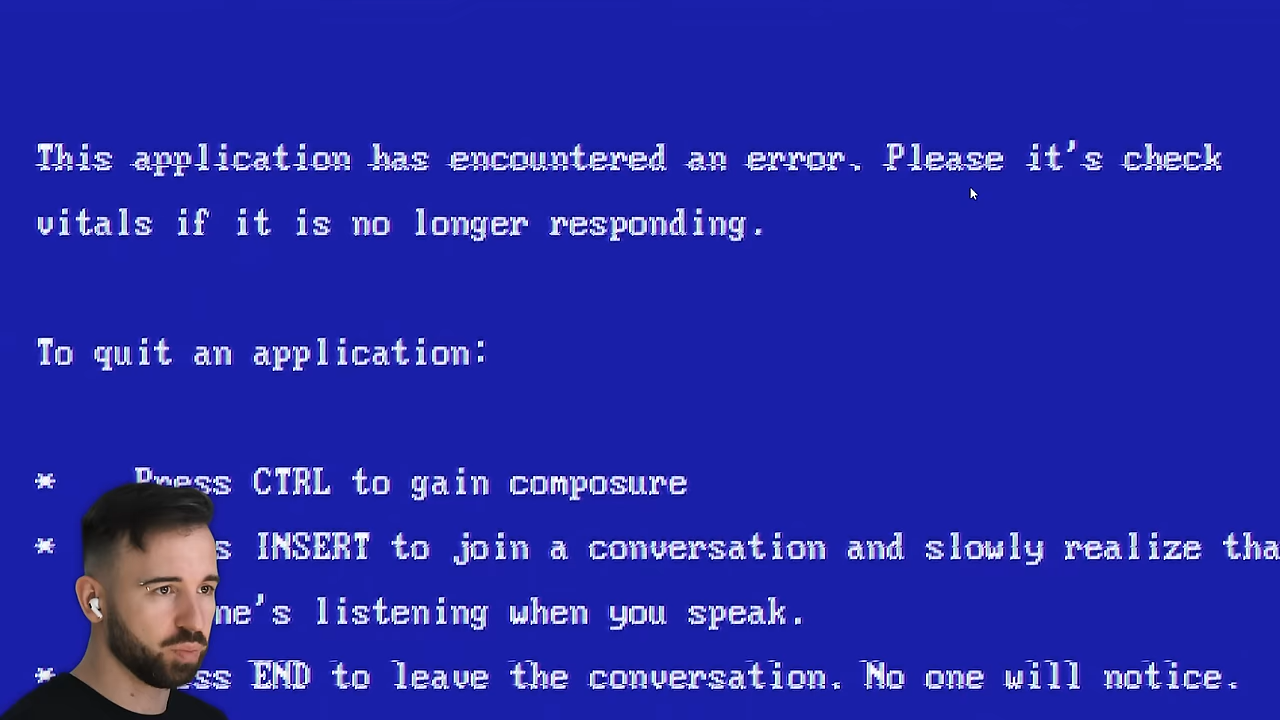 This application has encountered an error. Please it's check
vitals if it is no longer responding.
To quit an application:
* Press CTRL to gain composure
* INSERT to join a conversation and slowly realize
listening when you speak.
* END to leave the conversation. No one will notice.